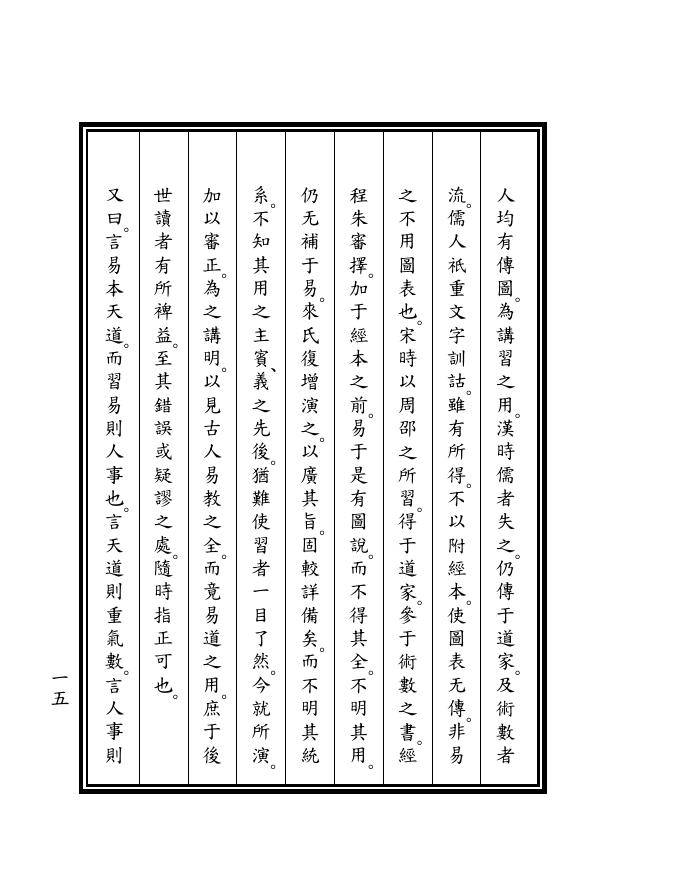 人均有傳圖。為講習之用。漢時儒者失之。仍傳于道家。及術數者
流。儒人祇重文字訓詁。雖有所得。不以附經本。使圖表无傳。非易
之不用圖表也。宋時以周邵之所習。得于道家。參于術數之書。經
程朱審擇。加于經本之前。易于是有圖說。而不得其全。不明其用。
仍无補于易。來氏復增演之。以廣其旨。固較詳備矣。而不明其統
系。不知其用之主賓、義之先後。猶難使習者一目了然。今就所演。
加以審正。為之講明。以見古人易教之全。而竟易道之用。庶于後
世讀者有所裨益。至其錯誤或疑謬之處。隨時指正可也。
又曰。言易本天道。而習易則人事也。言天道則重氣數。言人事則
一五